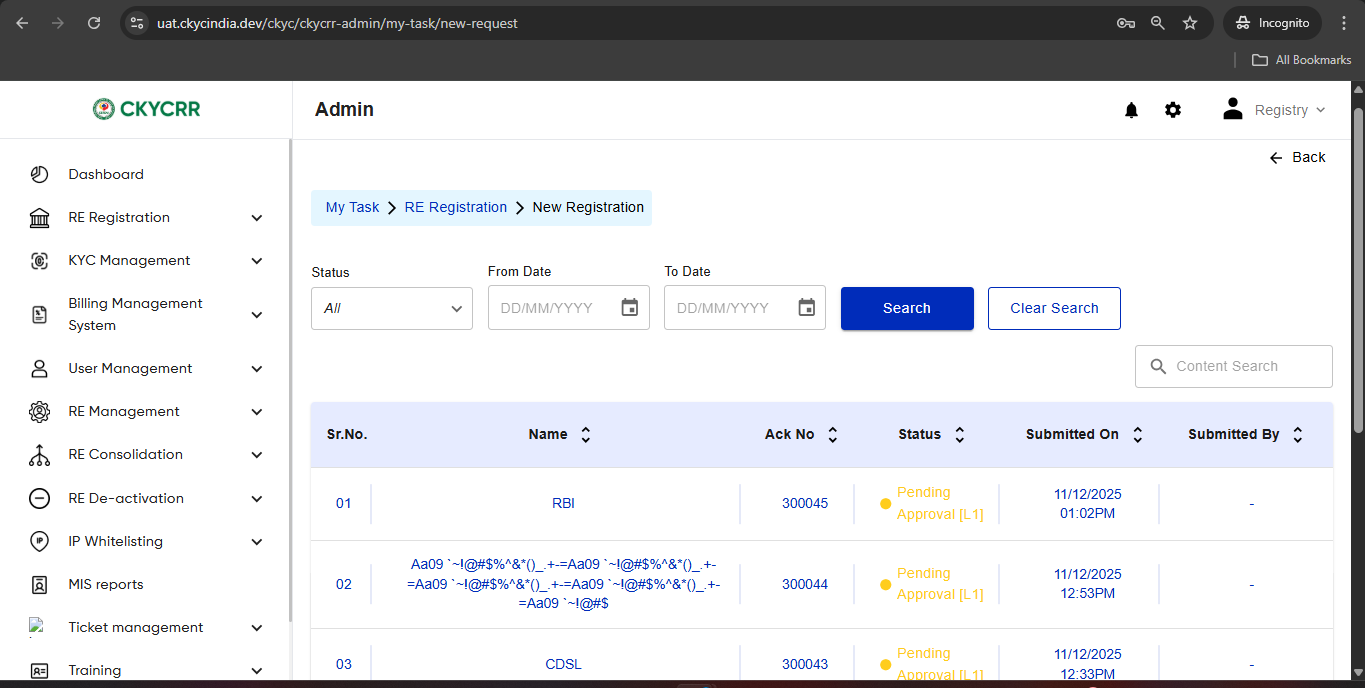 uat.ckycindia.dev/ckyc/ckycrr-admin/my-task/new-request
Incognito
All Bookmarks
CKYCRR
Admin
Registry
Back
Dashboard
RE Registration
KYC Management
Billing Management
System
User Management
RE Management
RE Consolidation
RE De-activation
IP
IP Whitelisting
MIS reports
Ticket management
Training
My Task > RE Registration > New Registration
Status
From Date
To Date
All
DD/MM/YYYY
DD/MM/YYYY
Search
Clear Search
Content Search
Sr.No. Name Ack No Status Submitted On Submitted By
01 RBI 300045 Pending Approval [L1] 11/12/2025 01:02PM -
02 Aa09 `~!@#$%^&*()_.+-=Aa09 `~!@#$%^&*()_.+-
=Aa09 `~!@#$%^&*()_.+-=Aa09 `~!@#$%^&*()_.+-
=Aa09 `~!@#$ 300044 Pending Approval [L1] 11/12/2025 12:53PM -
03 CDSL 300043 Pending Approval [L1] 11/12/2025 12:33PM -